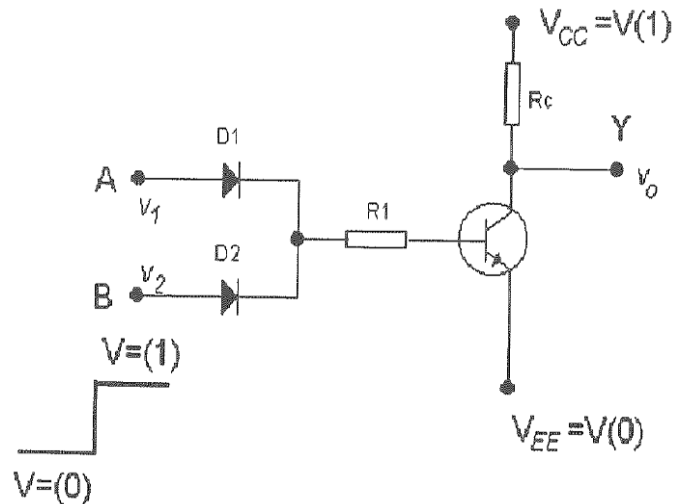 V_CC=V(1)
Rc
Y
D1
A
v_o
v_1
R1
D2
v_2
B
V=(1)
V_EE=V(0)
V=(0)